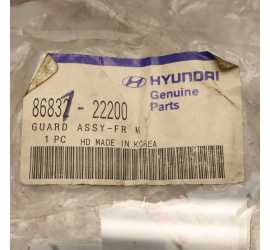 HYUNDAI
Genuine
Parts
86831-22200
GUARD ASSY-FR
1 PC HD MADE IN KOREA